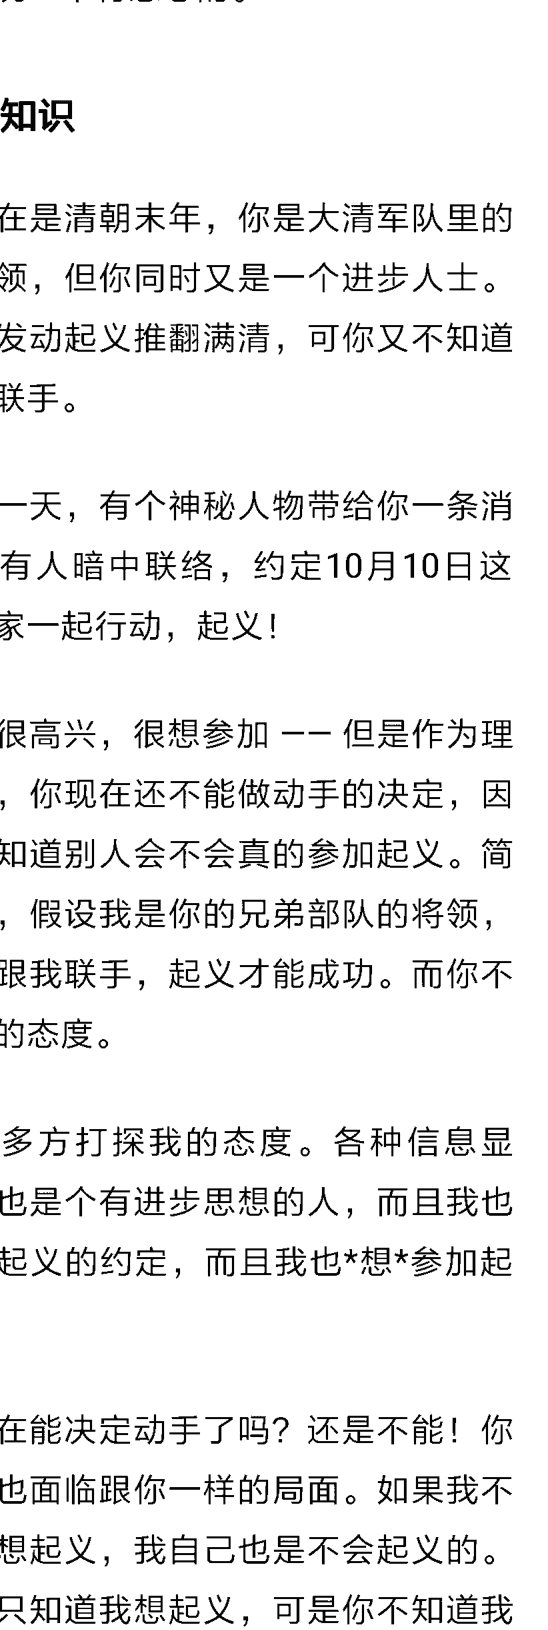 知识
在是清朝末年，你是大清军队里的
领，但你同时又是一个进步人士。
发动起义推翻满清，可你又不知道
联手。
一天，有个神秘人物带给你一条消
有人暗中联络，约定10月10日这
家一起行动，起义！
很高兴，很想参加 —— 但是作为理
，你现在还不能做动手的决定，因
知道别人会不会真的参加起义。简
，假设我是你的兄弟部队的将领，
跟我联手，起义才能成功。而你不
的态度。
多方打探我的态度。各种信息显
也是个有进步思想的人，而且我也
起义的约定，而且我也*想*参加起
在能决定动手了吗？还是不能！你
也面临跟你一样的局面。如果我不
想起义，我自己也是不会起义的。
只知道我想起义，可是你不知道我